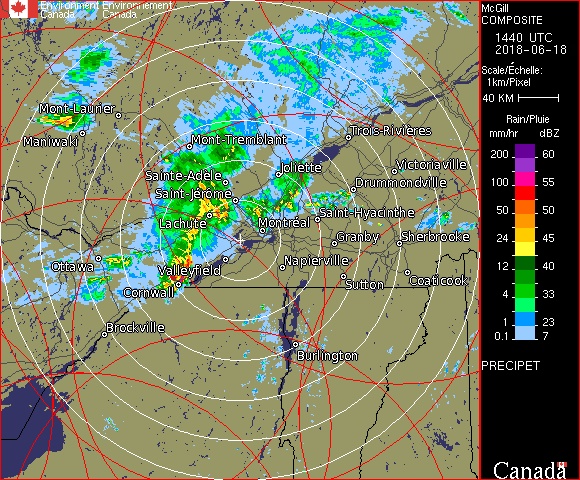 Environment Environnement
Canada Canada
McGill
COMPOSITE
1440 UTC
2018-06-18
Scale/Échelle:
1km/Pixel
40 KM
Rain/Pluie
mm/hr dBZ
200 60
100 55
50 50
24 45
12 40
4 33
1 23
0.1 7
PRECIPET
Canada
Mont-Laurier
Maniwaki
Mont-Tremblant
Trois-Rivières
Joliette
Victoriaville
Sainte-Adèle
Drummondville
Saint-Jérôme
Lachute
Saint-Hyacinthe
Montréal
Granby
Sherbrooke
Ottawa
Valleyfield
Napierville
Sutton
Coaticook
Cornwall
Brockville
Burlington